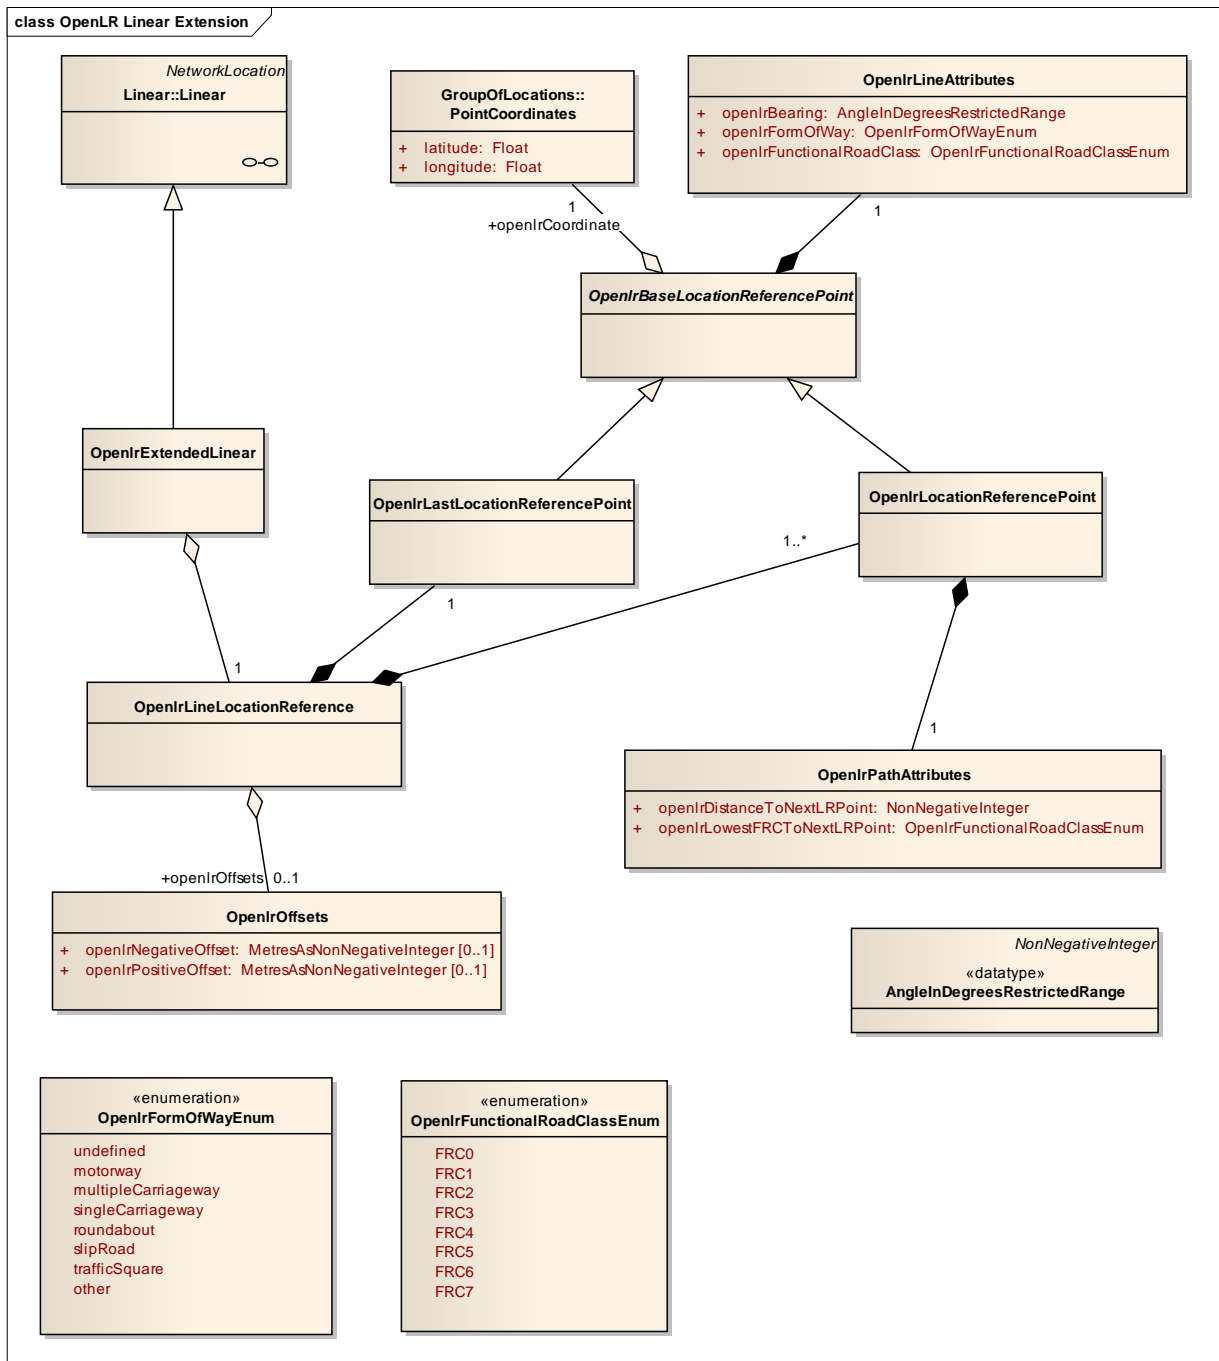 class OpenLR Linear Extension
NetworkLocation
Linear::Linear
GroupOfLocations::
PointCoordinates
+ latitude: Float
+ longitude: Float
OpenlrLineAttributes
+ openlrBearing: AngleInDegreesRestrictedRange
+ openlrFormOfWay: OpenlrFormOfWayEnum
+ openlrFunctionalRoadClass: OpenlrFunctionalRoadClassEnum
1
+openlrCoordinate
1
OpenlrBaseLocationReferencePoint
OpenlrExtendedLinear
OpenlrLastLocationReferencePoint
OpenlrLocationReferencePoint
1..*
1
1
OpenlrLineLocationReference
1
OpenlrPathAttributes
+ openlrDistanceToNextLRPoint: NonNegativeInteger
+ openlrLowestFRCToNextLRPoint: OpenlrFunctionalRoadClassEnum
+openlrOffsets 0..1
OpenlrOffsets
+ openlrNegativeOffset: MetresAsNonNegativeInteger [0..1]
+ openlrPositiveOffset: MetresAsNonNegativeInteger [0..1]
NonNegativeInteger
«datatype»
AngleInDegreesRestrictedRange
«enumeration»
OpenlrFormOfWayEnum
undefined
motorway
multipleCarriageway
singleCarriageway
roundabout
slipRoad
trafficSquare
other
«enumeration»
OpenlrFunctionalRoadClassEnum
FRC0
FRC1
FRC2
FRC3
FRC4
FRC5
FRC6
FRC7